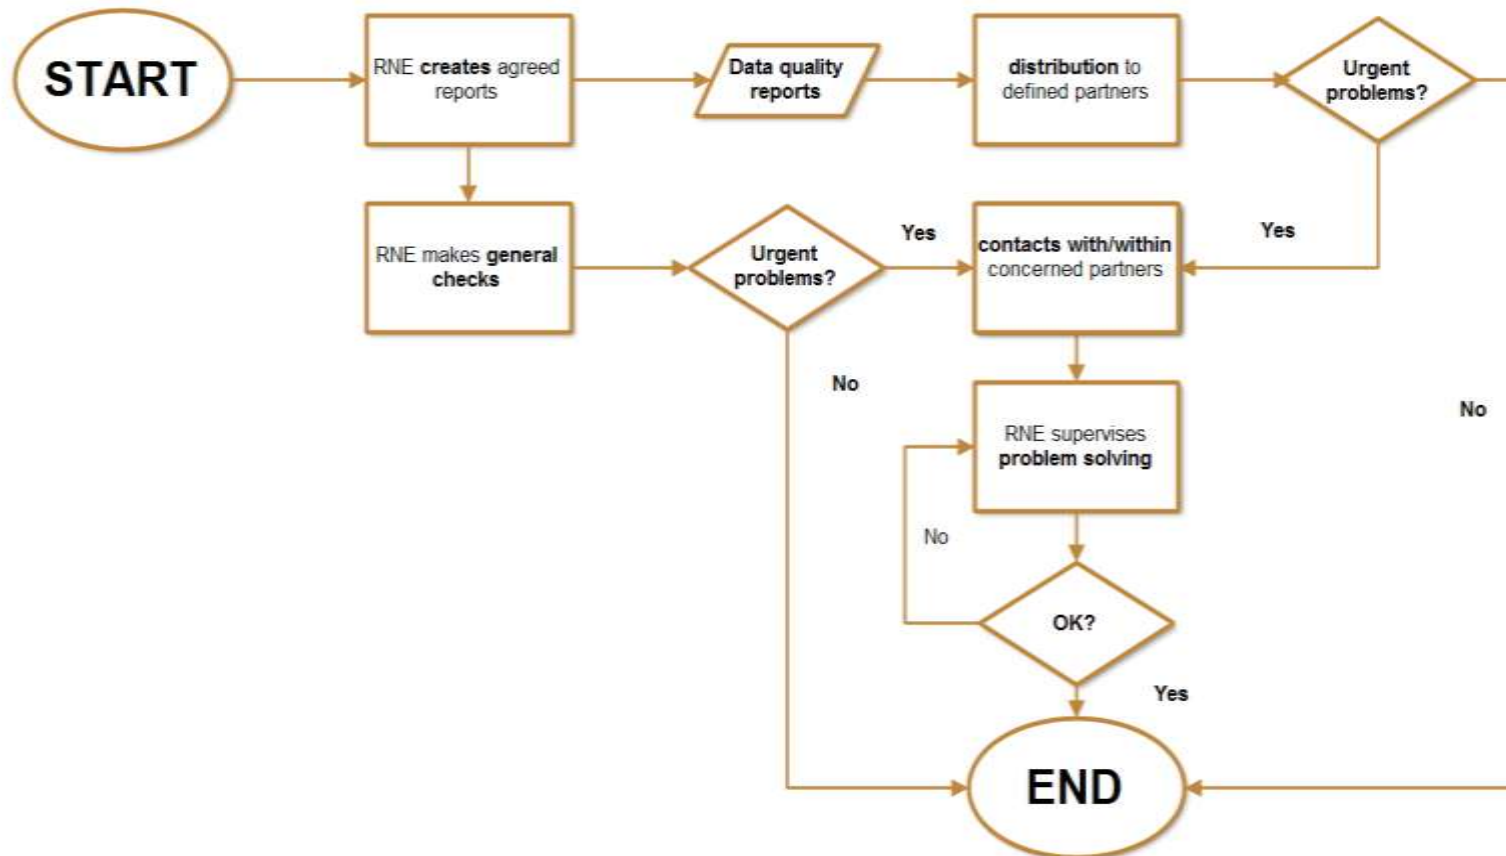 START
RNE creates agreed
reports
Data quality
reports
distribution to
defined partners
Urgent
problems?
RNE makes general
checks
Urgent
problems?
Yes
contacts with/within
concerned partners
Yes
No
No
RNE supervises
problem solving
No
OK?
Yes
END